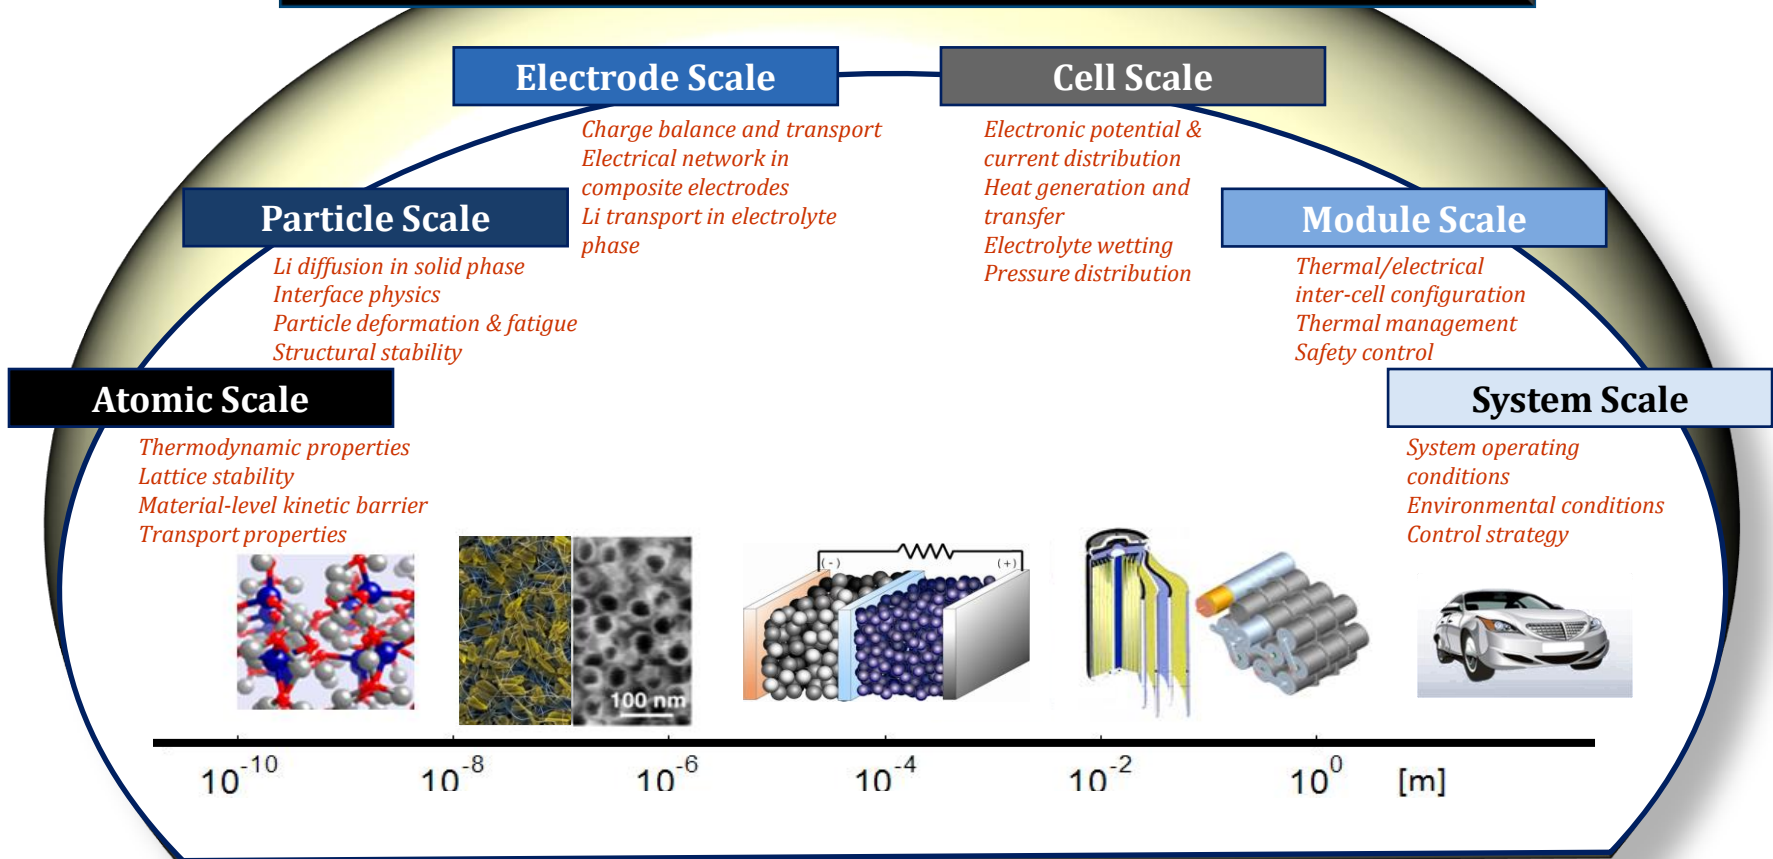 Electrode Scale
Charge balance and transport
Electrical network in
composite electrodes
Li transport in electrolyte
phase
Cell Scale
Electronic potential &
current distribution
Heat generation and
transfer
Electrolyte wetting
Pressure distribution
Particle Scale
Li diffusion in solid phase
Interface physics
Particle deformation & fatigue
Structural stability
Module Scale
Thermal/electrical
inter-cell configuration
Thermal management
Safety control
Atomic Scale
Thermodynamic properties
Lattice stability
Material-level kinetic barrier
Transport properties
System Scale
System operating
conditions
Environmental conditions
Control strategy
100 nm
(-)
(+)
10^-10 10^-8 10^-6 10^-4 10^-2 10^0 [m]